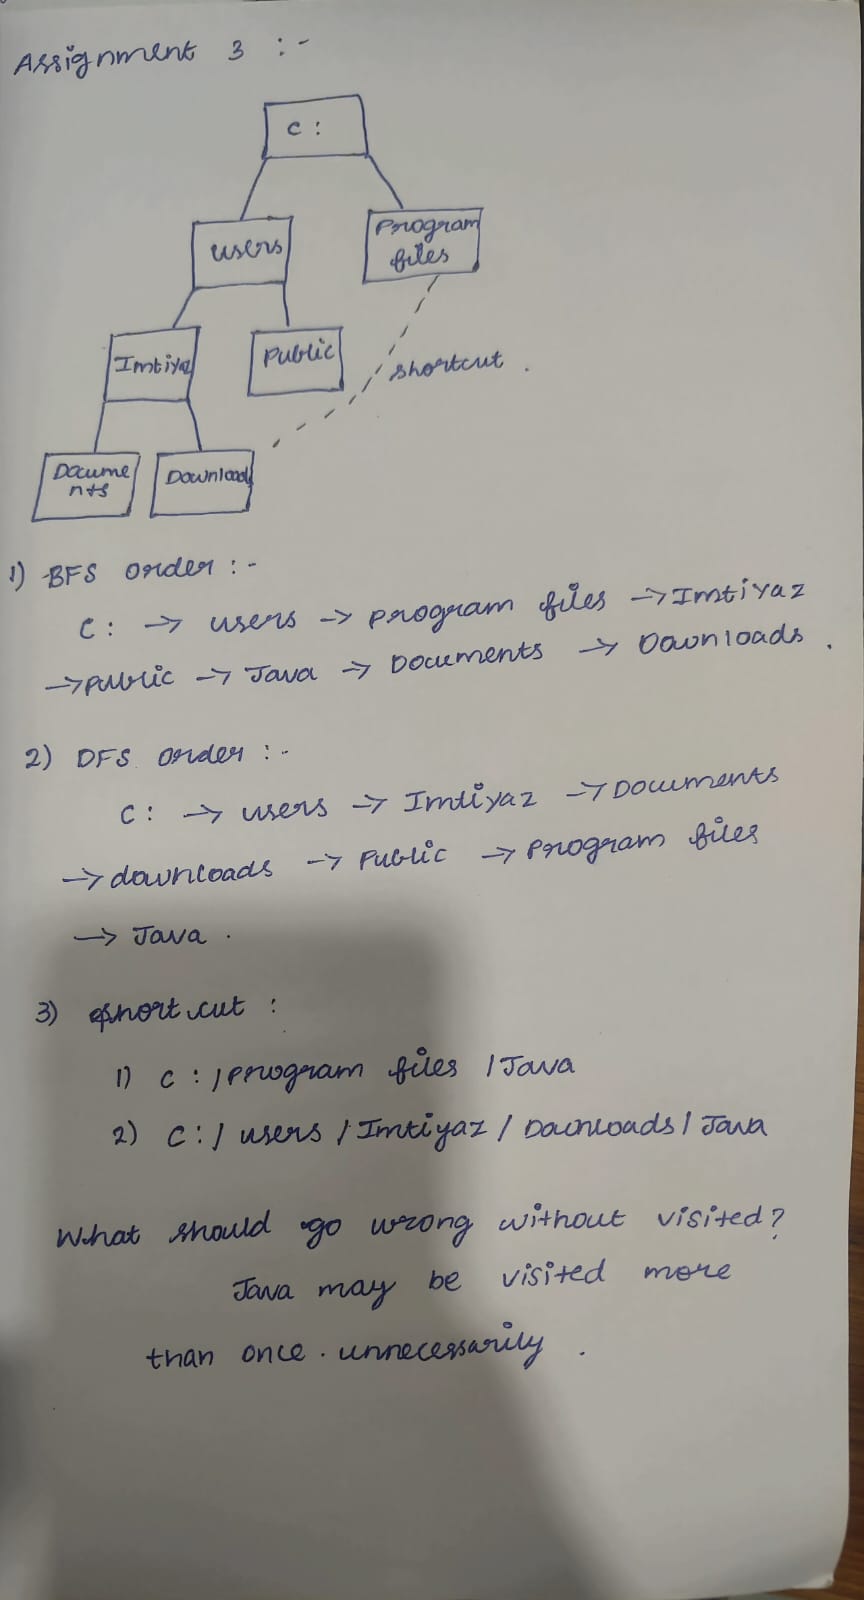 Assignment 3 :-
C:
users
Program
files
Imtiyaz
Public
shortcut.
Docume
nts
Download
1) BFS order :-
C: → users → program files → Imtiyaz
→ public → Java → Documents → Downloads.
2) DFS order :-
C: → users → Imtiyaz → Documents
→ downloads → Public → Program files
→ Java.
3) short cut :
1) C:/program files /Java
2) C:/ users / Imtiyaz / Downloads / Java
What should go wrong without visited?
Java may be visited more
than once. unnecessarily.